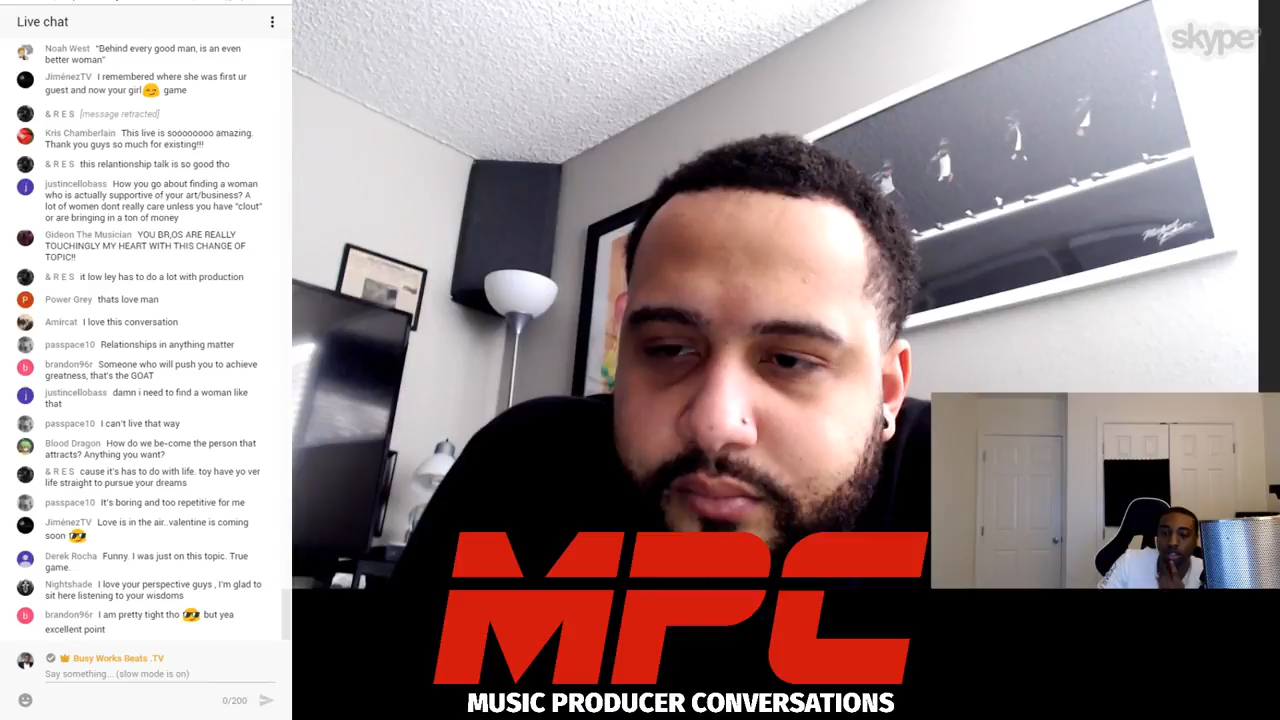 Live chat
Noah West "Behind every good man, is an even
better woman"
JiménezTV I remembered where she was first ur
guest and now your girl😏 game
& R E S [message retracted]
Kris Chamberlain This live is soooooooo amazing.
Thank you guys so much for existing!!!
& R E S this relantionship talk is so good tho
justincellobass How you go about finding a woman
who is actually supportive of your art/business? A
lot of women dont really care unless you have "clout"
or are bringing in a ton of money
Gideon The Musician YOU BR,OS ARE REALLY
TOUCHINGLY MY HEART WITH THIS CHANGE OF
TOPIC!!
& R E S it low ley has to do a lot with production
Power Grey thats love man
Amircat I love this conversation
passpace10 Relationships in anything matter
brandon96r Someone who will push you to achieve
greatness, that's the GOAT
justincellobass damn i need to find a woman like
that
passpace10 I can't live that way
Blood Dragon How do we be-come the person that
attracts? Anything you want?
& R E S cause it's has to do with life. toy have yo ver
life straight to pursue your dreams
passpace10 It's boring and too repetitive for me
JiménezTV Love is in the air..valentine is coming
soon 😎
Derek Rocha Funny. I was just on this topic. True
game.
Nightshade I love your perspective guys , I'm glad to
sit here listening to your wisdoms
brandon96r I am pretty tight tho 😎 but yea
excellent point
Busy Works Beats .TV
Say something... (slow mode is on)
0/200
skype
MPC
MUSIC PRODUCER CONVERSATIONS